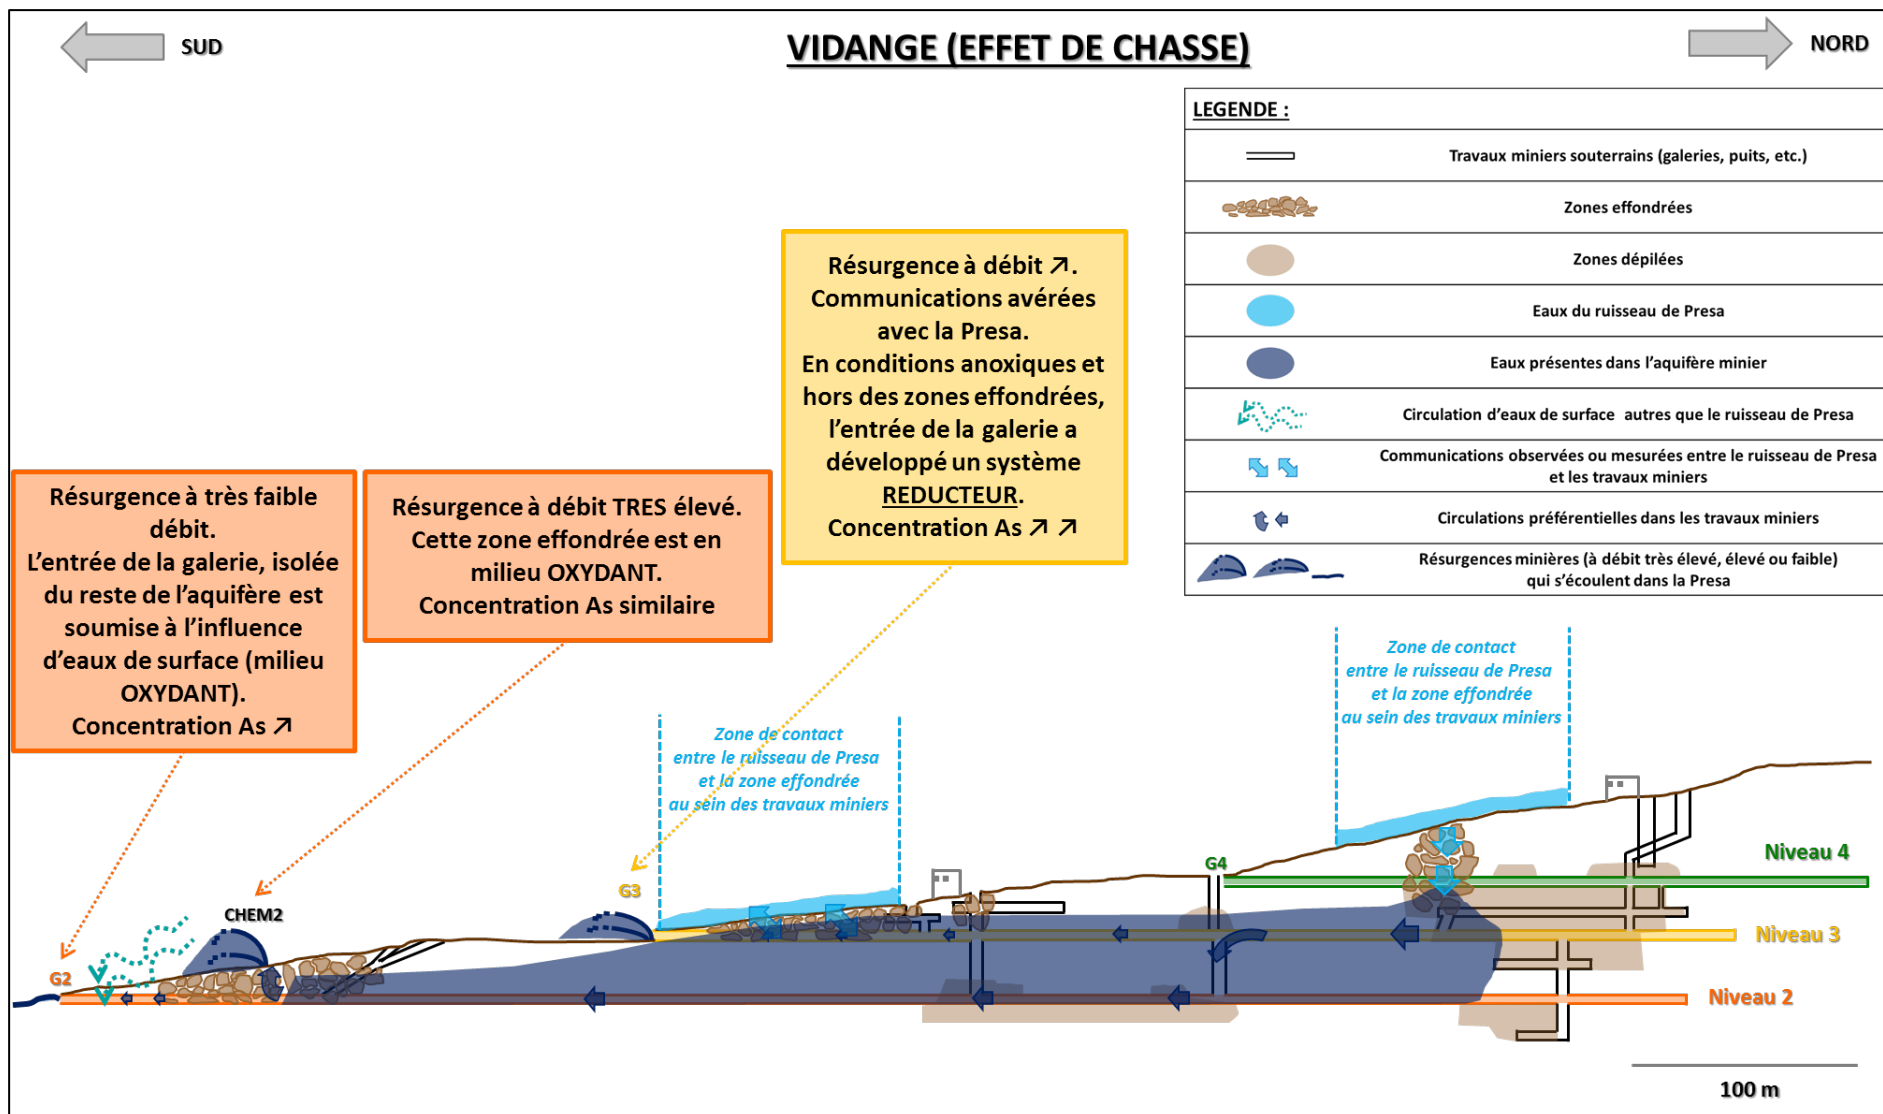 SUD
VIDANGE (EFFET DE CHASSE)
NORD
LEGENDE :
Travaux miniers souterrains (galeries, puits, etc.)
Zones effondrées
Zones dépilées
Eaux du ruisseau de Presa
Eaux présentes dans l'aquifère minier
Circulation d'eaux de surface autres que le ruisseau de Presa
Communications observées ou mesurées entre le ruisseau de Presa
et les travaux miniers
Circulations préférentielles dans les travaux miniers
Résurgences minières (à débit très élevé, élevé ou faible)
qui s'écoulent dans la Presa
Résurgence à débit ↗.
Communications avérées
avec la Presa.
En conditions anoxiques et
hors des zones effondrées,
l'entrée de la galerie a
développé un système
REDUCTEUR.
Concentration As ↗ ↗
Résurgence à très faible
débit.
L'entrée de la galerie, isolée
du reste de l'aquifère est
soumise à l'influence
d'eaux de surface (milieu
OXYDANT).
Concentration As ↗
Résurgence à débit TRES élevé.
Cette zone effondrée est en
milieu OXYDANT.
Concentration As similaire
Zone de contact
entre le ruisseau de Presa
et la zone effondrée
au sein des travaux miniers
Zone de contact
entre le ruisseau de Presa
et la zone effondrée
au sein des travaux miniers
G4
Niveau 4
G3
CHEM2
Niveau 3
G2
Niveau 2
100 m